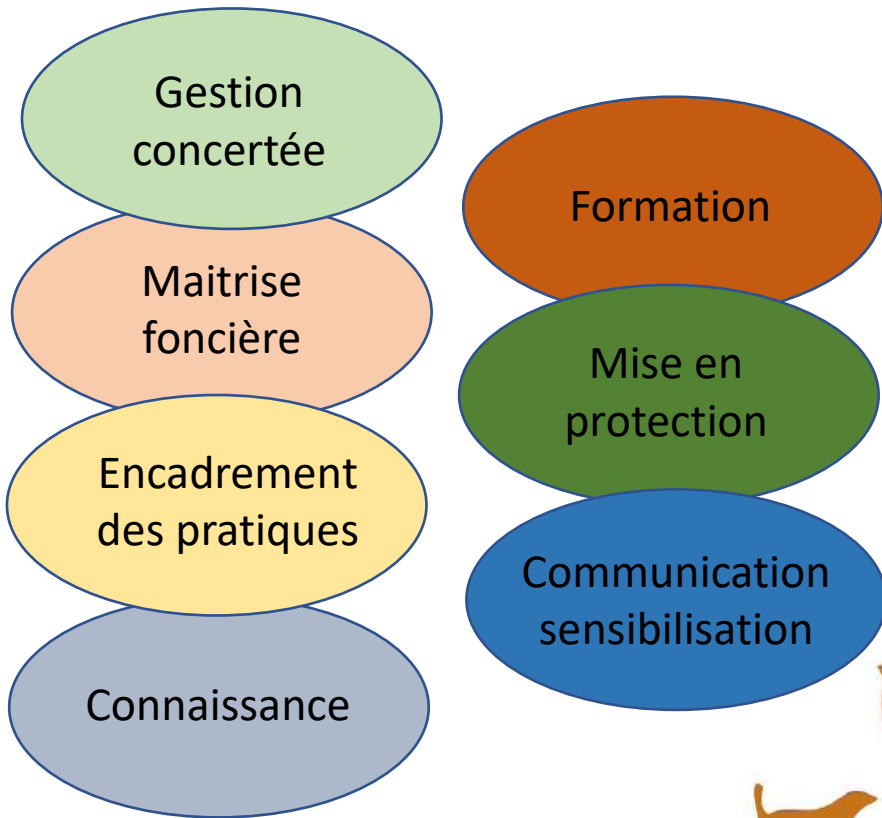 Gestion
concertée
Maitrise
foncière
Encadrement
des pratiques
Connaissance
Formation
Mise en
protection
Communication
sensibilisation